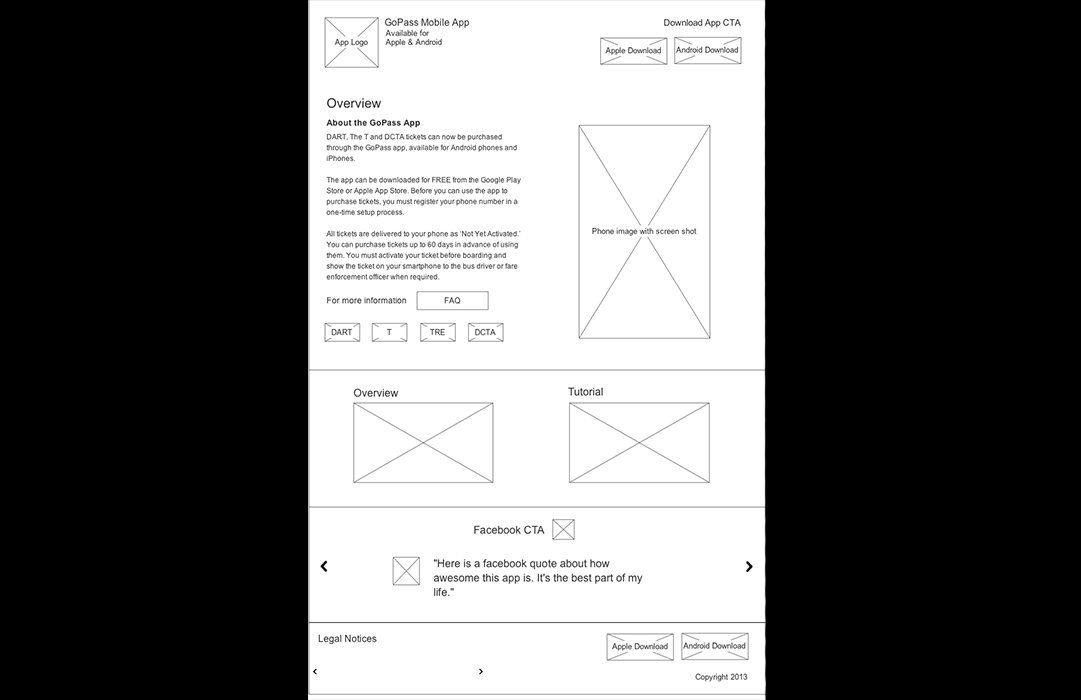 App Logo
GoPass Mobile App
Available for
Apple & Android
Download App CTA
Apple Download
Android Download
Overview
About the GoPass App
DART, The T and DCTA tickets can now be purchased
through the GoPass app, available for Android phones and
iPhones.
The app can be downloaded for FREE from the Google Play
Store or Apple App Store. Before you can use the app to
purchase tickets, you must register your phone number in a
one-time setup process.
All tickets are delivered to your phone as 'Not Yet Activated.'
You can purchase tickets up to 60 days in advance of using
them. You must activate your ticket before boarding and
show the ticket on your smartphone to the bus driver or fare
enforcement officer when required.
For more information
FAQ
DART
T
TRE
DCTA
Phone image with screen shot
Overview
Tutorial
Facebook CTA
"Here is a facebook quote about how
awesome this app is. It's the best part of my
life."
Legal Notices
Apple Download
Android Download
Copyright 2013